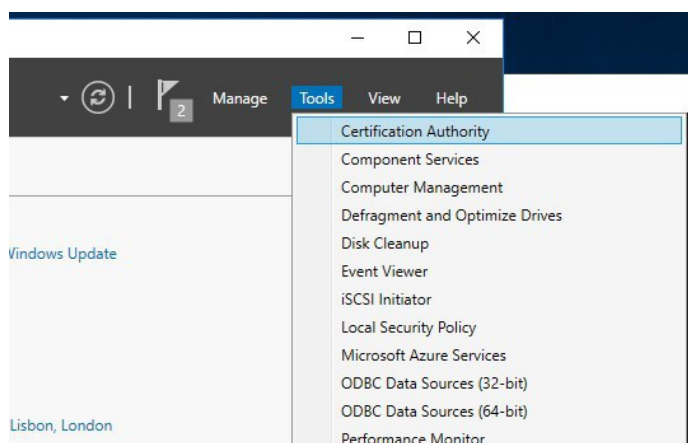 2
Manage
Tools
View
Help
Certification Authority
Component Services
Computer Management
Defragment and Optimize Drives
Disk Cleanup
Windows Update
Event Viewer
iSCSI Initiator
Local Security Policy
Microsoft Azure Services
ODBC Data Sources (32-bit)
ODBC Data Sources (64-bit)
Lisbon, London
Performance Monitor